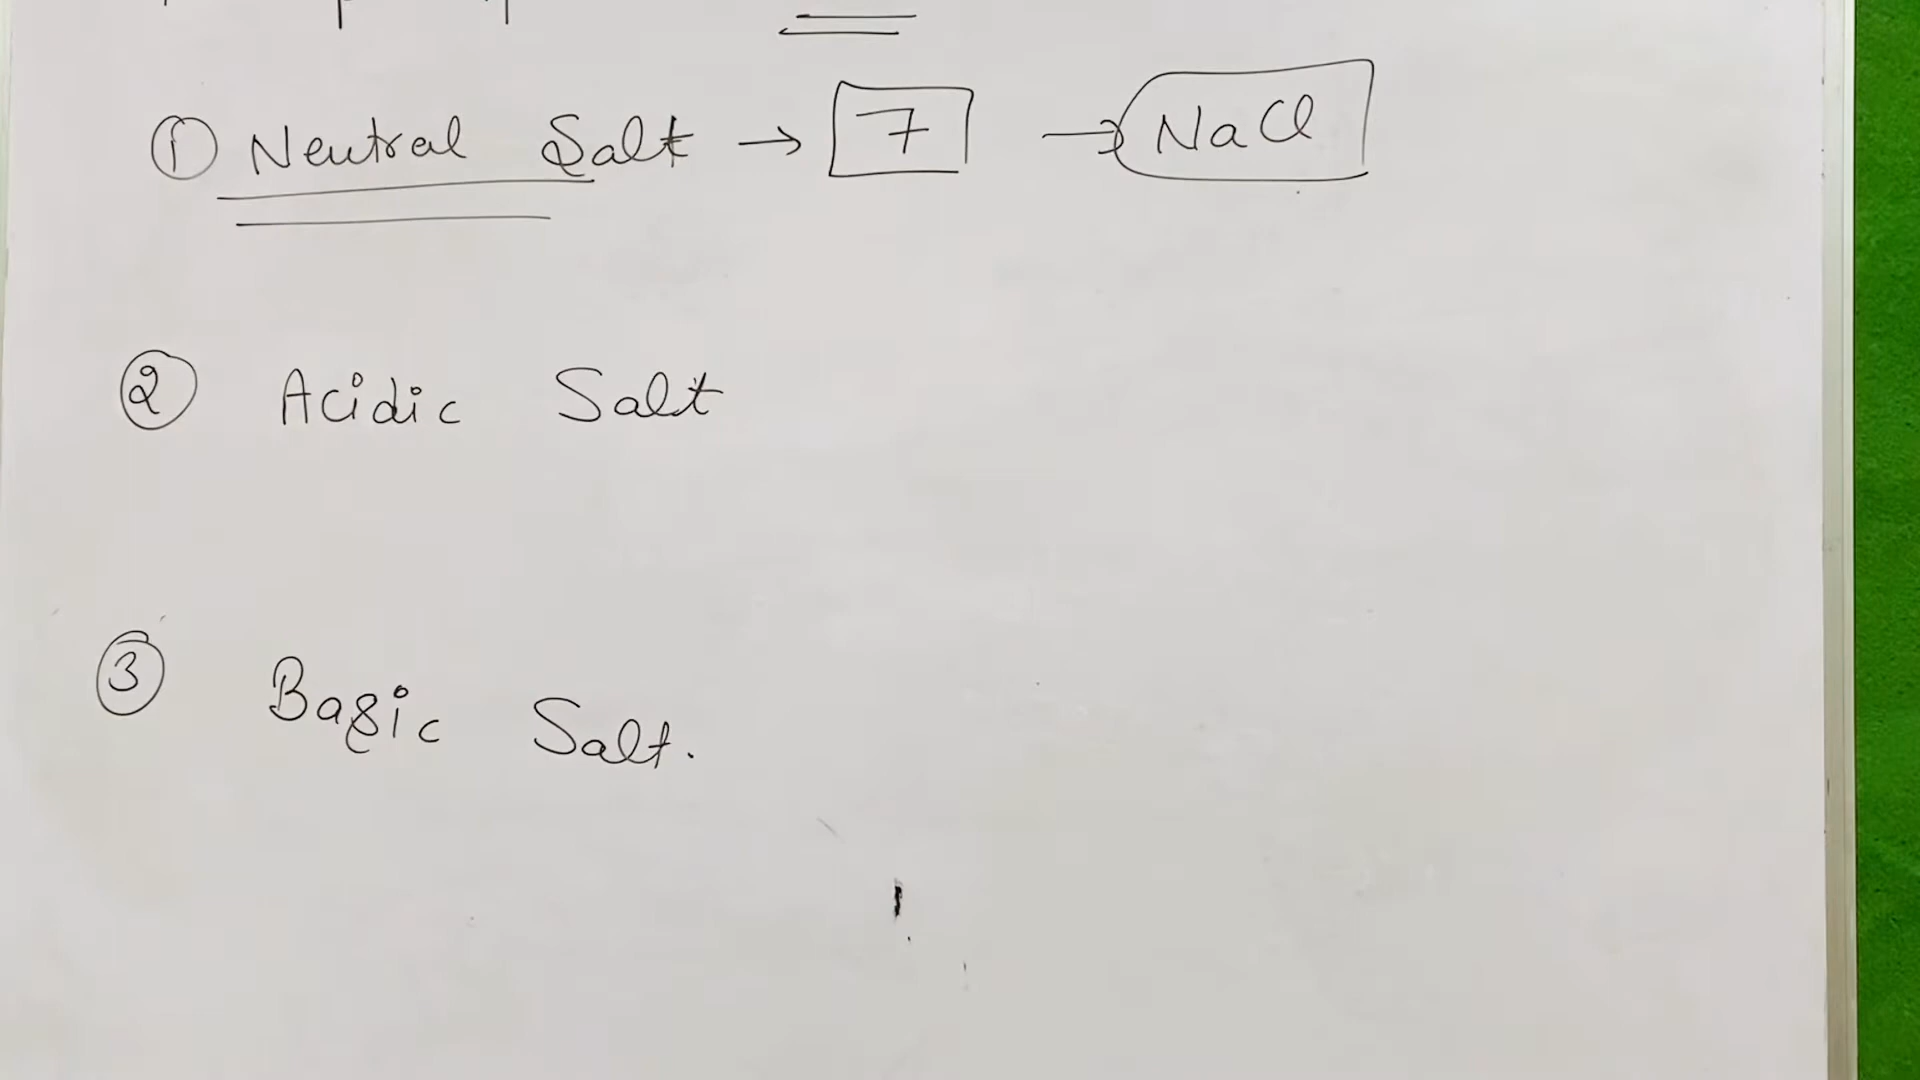 ① Neutral Salt → 7 → NaCl
② Acidic Salt
③ Basic Salt.